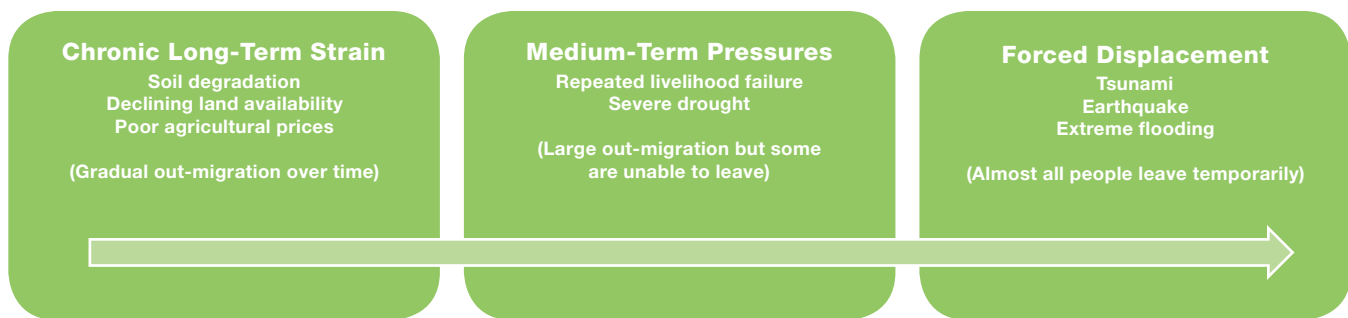 Chronic Long-Term Strain
Soil degradation
Declining land availability
Poor agricultural prices
(Gradual out-migration over time)
Medium-Term Pressures
Repeated livelihood failure
Severe drought
(Large out-migration but some
are unable to leave)
Forced Displacement
Tsunami
Earthquake
Extreme flooding
(Almost all people leave temporarily)